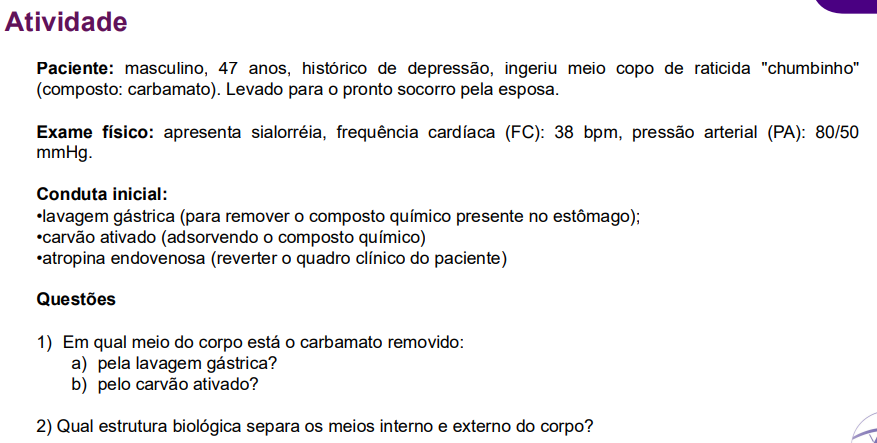 Atividade
Paciente: masculino, 47 anos, histórico de depressão, ingeriu meio copo de raticida "chumbinho"
(composto: carbamato). Levado para o pronto socorro pela esposa.
Exame físico: apresenta sialorréia, frequência cardíaca (FC): 38 bpm, pressão arterial (PA): 80/50
mmHg.
Conduta inicial:
•lavagem gástrica (para remover o composto químico presente no estômago);
•carvão ativado (adsorvendo o composto químico)
•atropina endovenosa (reverter o quadro clínico do paciente)
Questões
1) Em qual meio do corpo está o carbamato removido:
a) pela lavagem gástrica?
b) pelo carvão ativado?
2) Qual estrutura biológica separa os meios interno e externo do corpo?